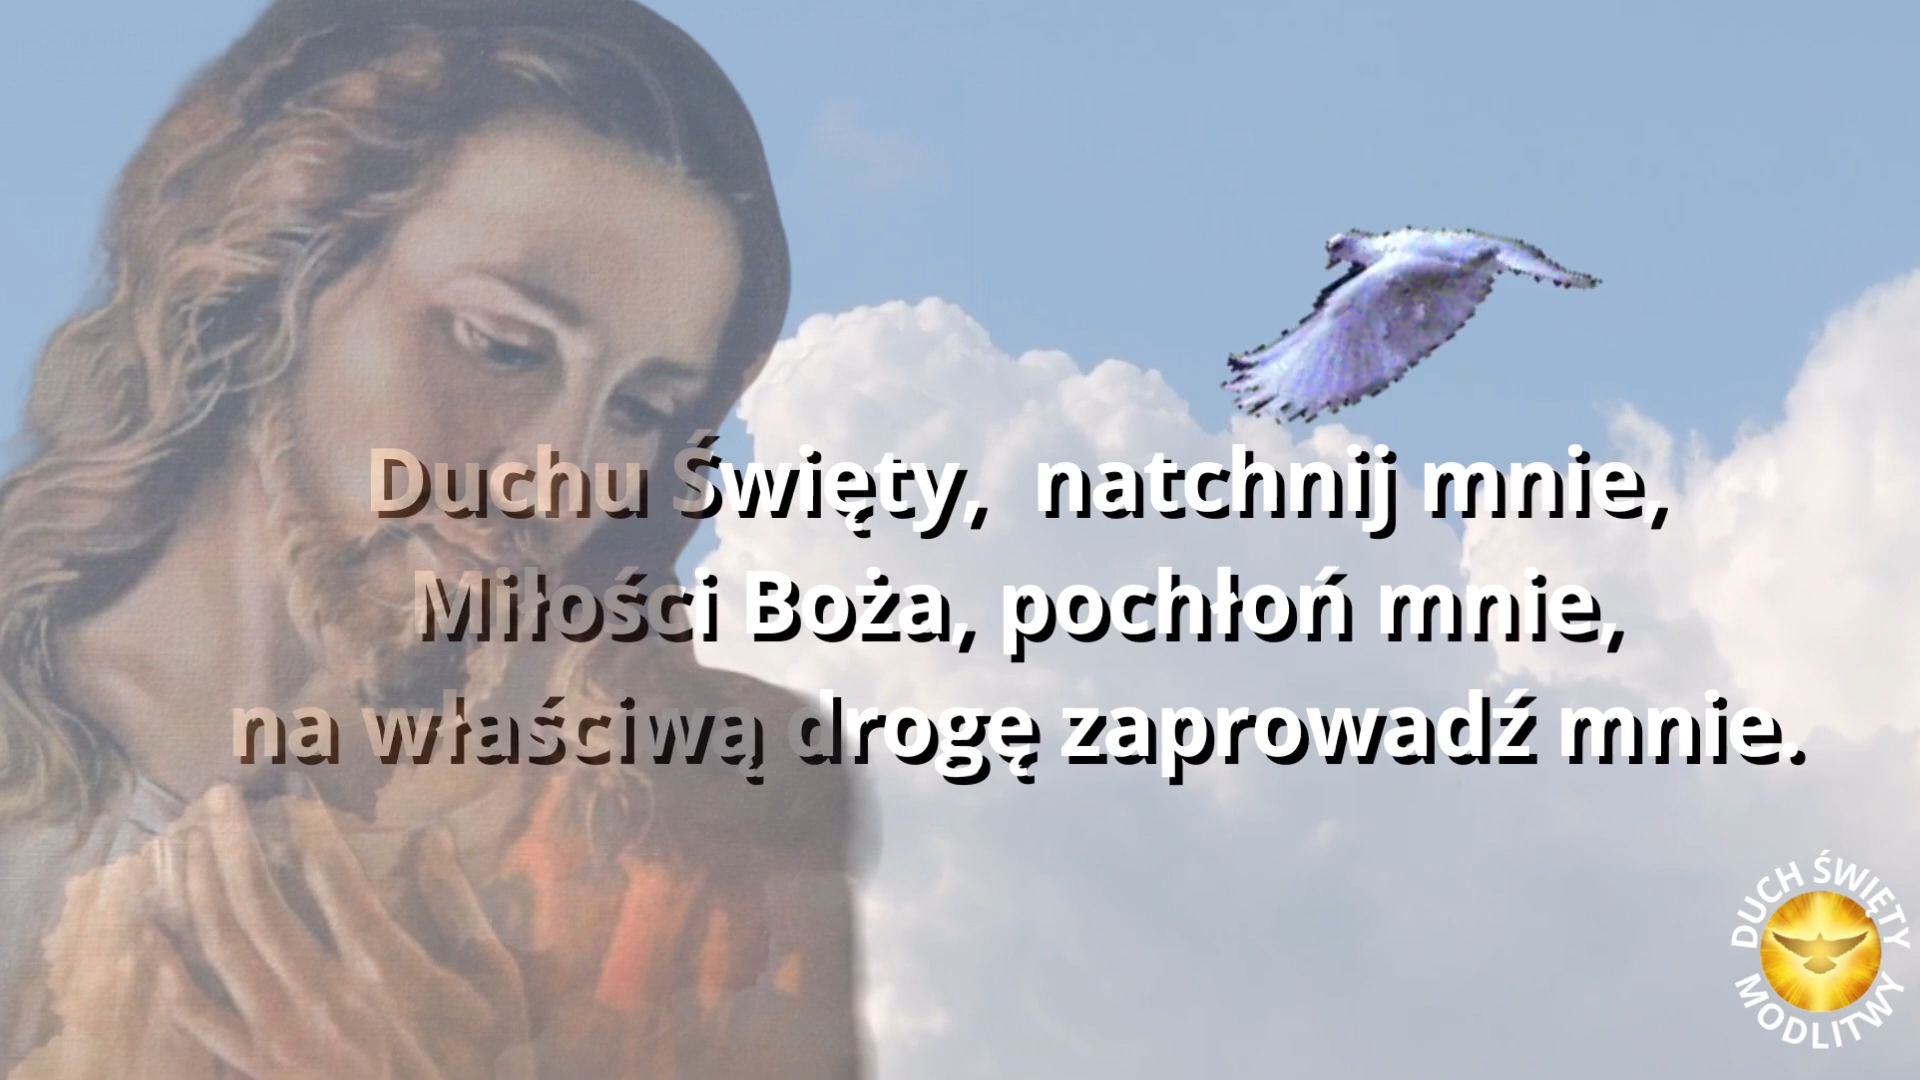 Duchu Święty, natchnij mnie,
Miłości Boża, pochłoń mnie,
na właściwą drogę zaprowadź mnie.
DUCH ŚWIĘTY
MODLITWY